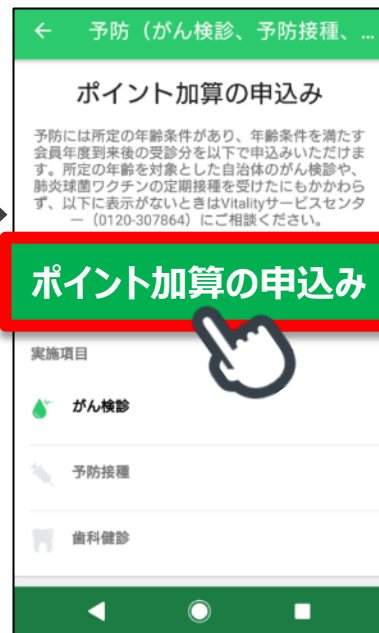 予防（がん検診、予防接種、...
ポイント加算の申込み
予防には所定の年齢条件があり、年齢条件を満たす
会員年度到来後の受診分を以下で申込みいただけま
す。所定の年齢を対象とした自治体のがん検診や、
肺炎球菌ワクチンの定期接種を受けたにもかかわら
ず、以下に表示がないときはVitalityサービスセンタ
ー（0120-307864）にご相談ください。
ポイント加算の申込み
実施項目
がん検診
予防接種
歯科健診